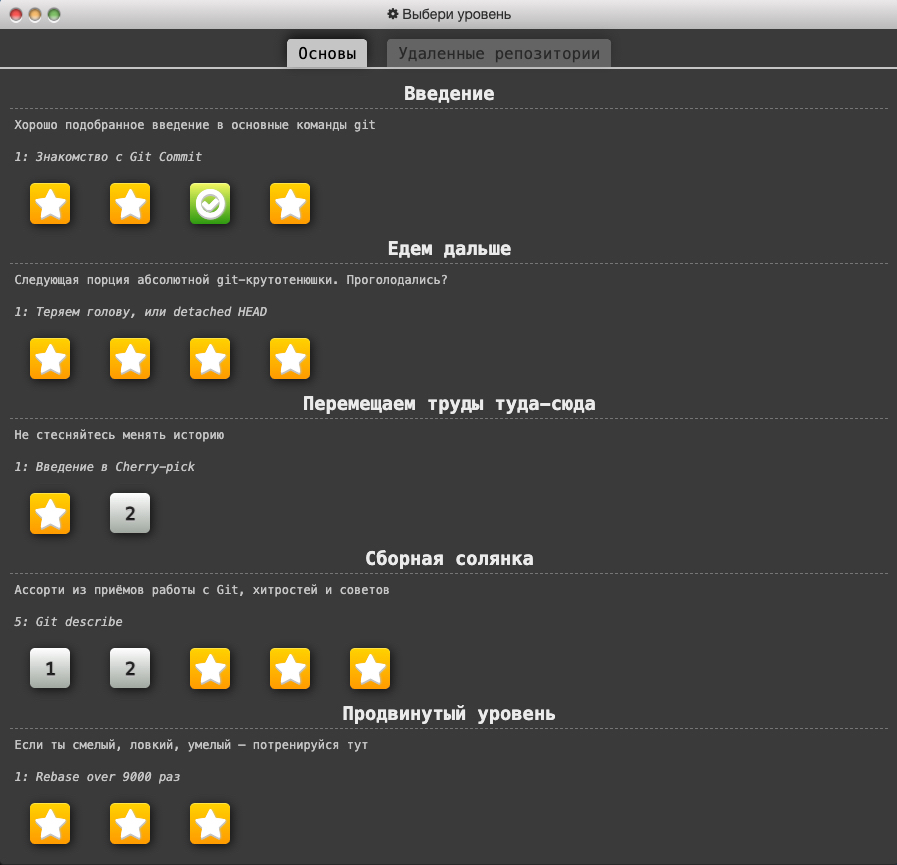 Выбери уровень
Основы Удаленные репозитории
Введение
Хорошо подобранное введение в основные команды git
1: Знакомство с Git Commit
Едем дальше
Следующая порция абсолютной git-крутотенюшки. Проголодались?
1: Теряем голову, или detached HEAD
Перемещаем труды туда-сюда
Не стесняйтесь менять историю
1: Введение в Cherry-pick
2
Сборная солянка
Ассорти из приёмов работы с Git, хитростей и советов
5: Git describe
1 2
Продвинутый уровень
Если ты смелый, ловкий, умелый — потренируйся тут
1: Rebase over 9000 раз